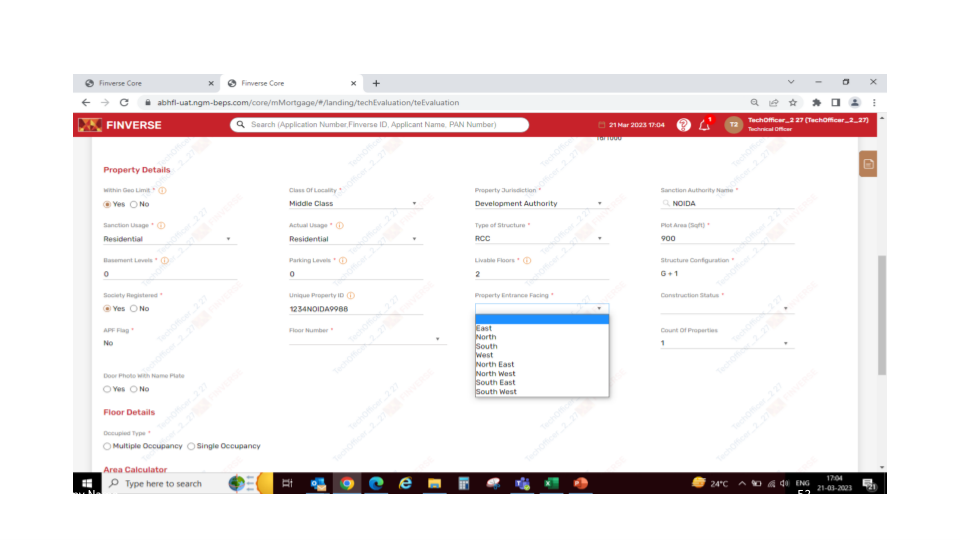 Finverse Core
Finverse Core
abhfl-uat.ngm-beps.com/core/mMortgage/#/landing/techEvaluation/teEvaluation
FINVERSE
Search (Application Number,Finverse ID, Applicant Name, PAN Number)
21 Mar 2023 17:04
1
T2
TechOfficer_2 27 (TechOfficer_2_27)
Technical Officer
16/1000
Property Details
Within Geo Limit *
Class Of Locality *
Property Jurisdiction *
Sanction Authority Name *
Yes No
Middle Class
Development Authority
NOIDA
Sanction Usage *
Actual Usage *
Type of Structure *
Plot Area (Sqft) *
Residential
Residential
RCC
900
Basement Levels *
Parking Levels *
Livable Floors *
Structure Configuration *
0
0
2
G + 1
Society Registered *
Unique Property ID
Property Entrance Facing *
Construction Status *
Yes No
1234NOIDA9988
APF Flag *
Floor Number *
Count Of Properties
No
1
East
North
South
West
North East
North West
South East
South West
Door Photo With Name Plate
Yes No
Floor Details
Occupied Type *
Multiple Occupancy Single Occupancy
Area Calculator
Type here to search
24°C
ENG
17:04
21-03-2023
21
52